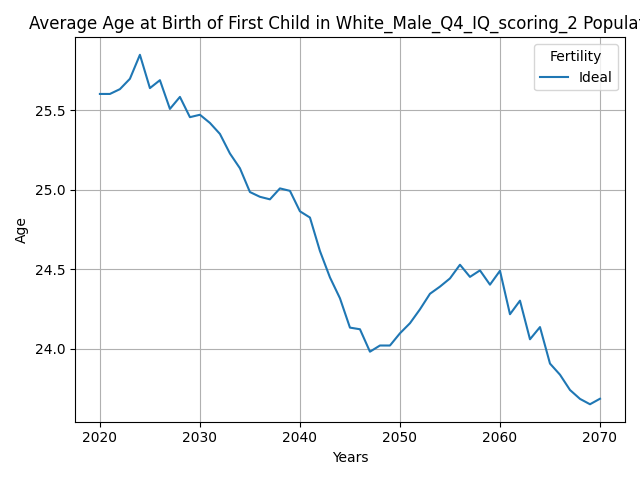 Average Age at Birth of First Child in White_Male_Q4_IQ_scoring_2 Populat
Fertility
Ideal
25.5
25.0
24.5
24.0
Age
2020 2030 2040 2050 2060 2070
Years